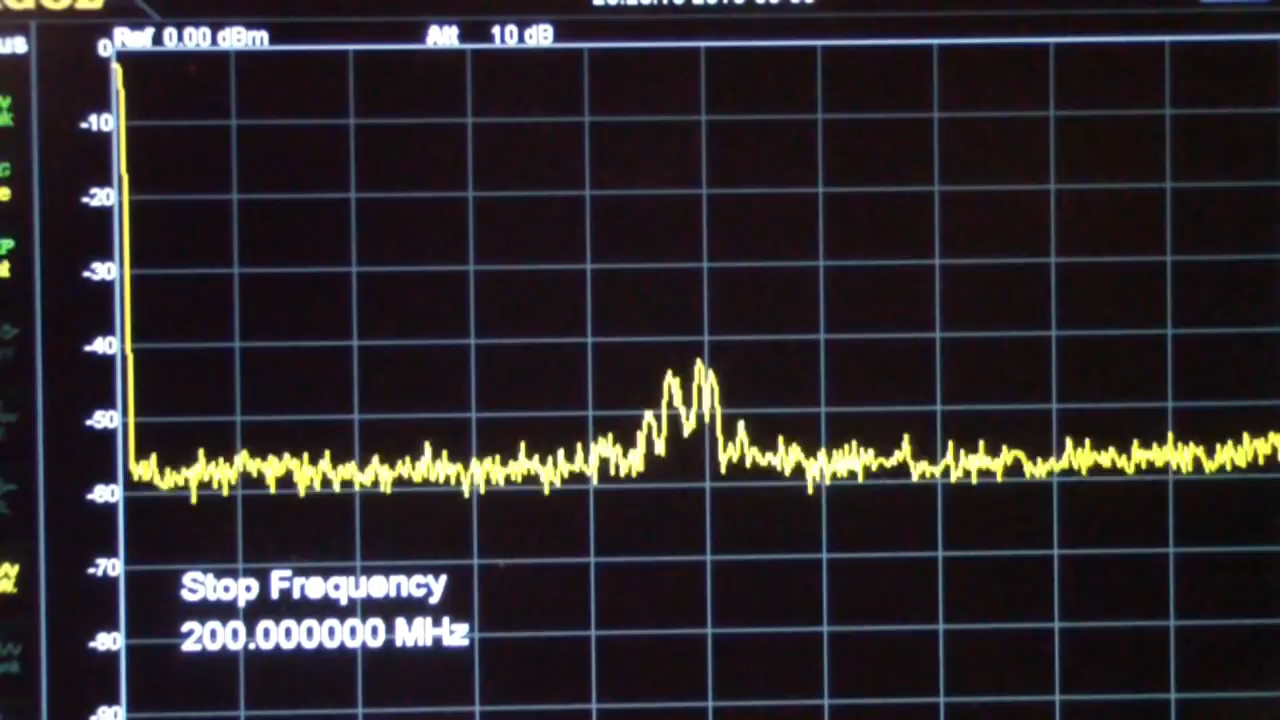 Ref 0.00 dBm
Att 10 dB
0
-10
-20
-30
-40
-50
-60
-70
-80
-90
Stop Frequency
200.000000 MHz